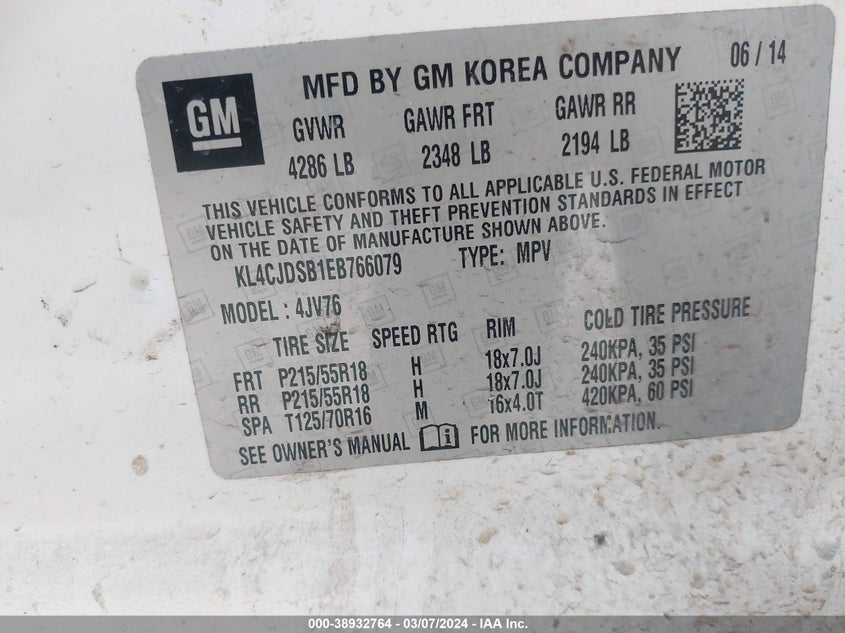 GM
MFD BY GM KOREA COMPANY 06/14
GVWR GAWR FRT GAWR RR
4286 LB 2348 LB 2194 LB
THIS VEHICLE CONFORMS TO ALL APPLICABLE U.S. FEDERAL MOTOR
VEHICLE SAFETY AND THEFT PREVENTION STANDARDS IN EFFECT
ON THE DATE OF MANUFACTURE SHOWN ABOVE.
KL4CJDSB1EB766079 TYPE: MPV
MODEL: 4JV76
TIRE SIZE SPEED RTG RIM COLD TIRE PRESSURE
FRT P215/55R18 H 18x7.0J 240KPA, 35 PSI
RR P215/55R18 H 18x7.0J 240KPA, 35 PSI
SPA T125/70R16 M 16x4.0T 420KPA, 60 PSI
SEE OWNER'S MANUAL i FOR MORE INFORMATION.
000-38932764 - 03/07/2024 - IAA Inc.